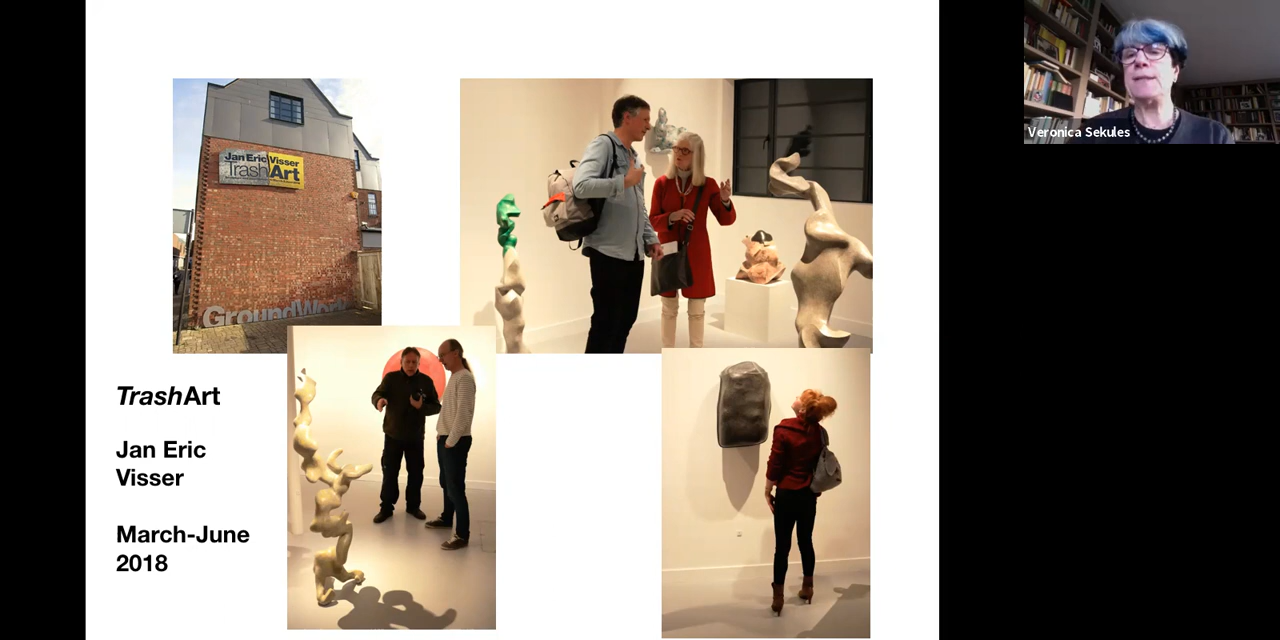 Jan Eric Visser
TrashArt
GroundWork
TrashArt
Jan Eric
Visser
March-June
2018
Veronica Sekules